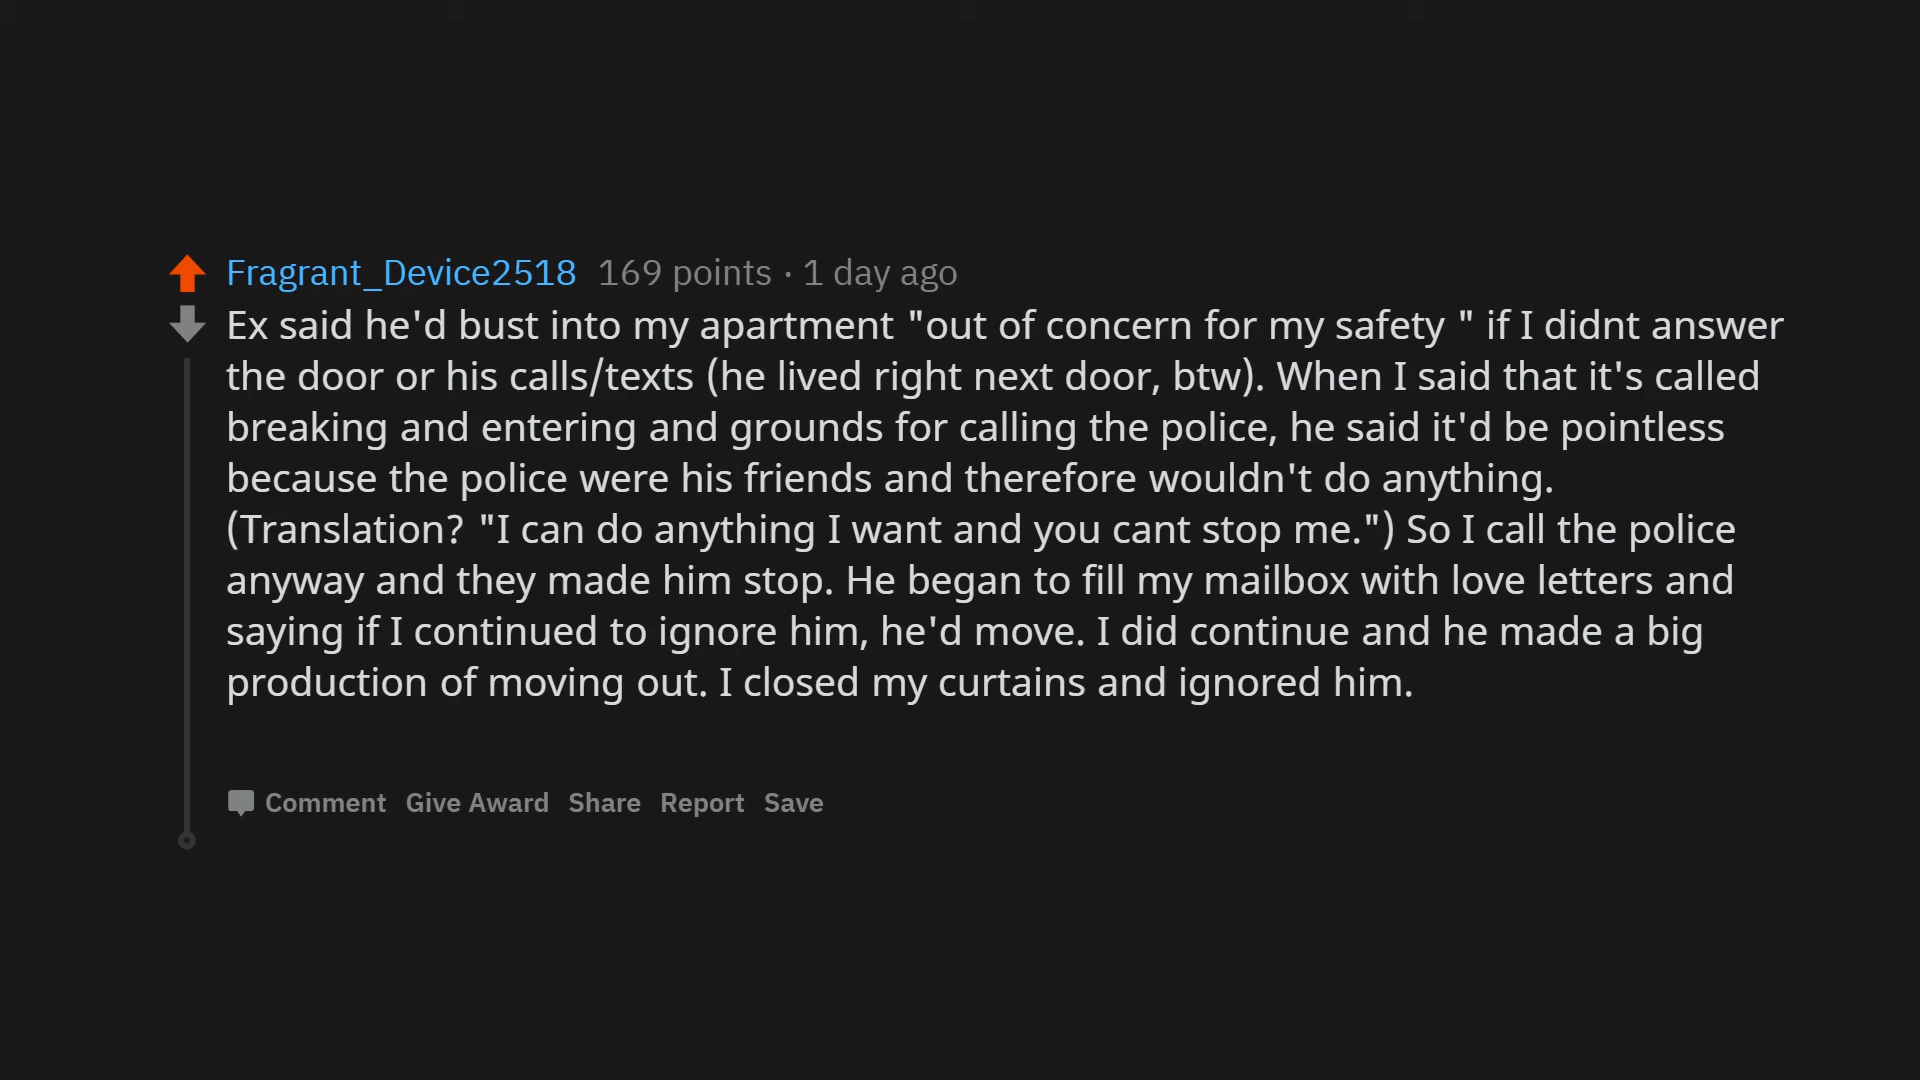 Fragrant_Device2518 169 points · 1 day ago
Ex said he'd bust into my apartment "out of concern for my safety " if I didnt answer
the door or his calls/texts (he lived right next door, btw). When I said that it's called
breaking and entering and grounds for calling the police, he said it'd be pointless
because the police were his friends and therefore wouldn't do anything.
(Translation? "I can do anything I want and you cant stop me.") So I call the police
anyway and they made him stop. He began to fill my mailbox with love letters and
saying if I continued to ignore him, he'd move. I did continue and he made a big
production of moving out. I closed my curtains and ignored him.
Comment Give Award Share Report Save